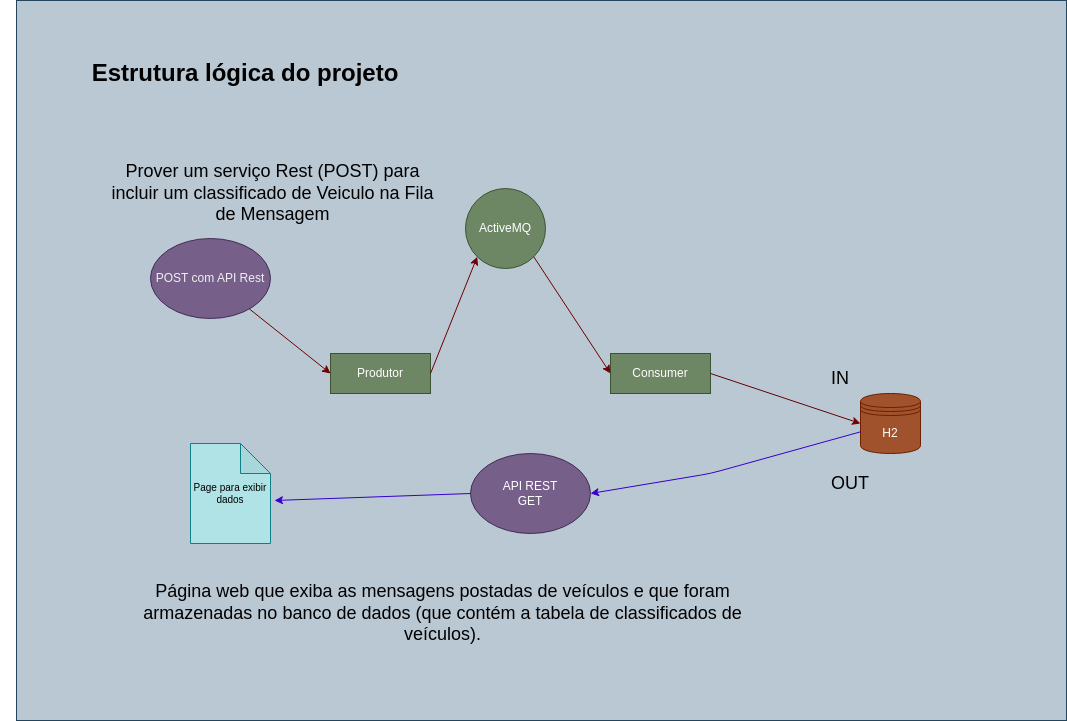 Estrutura lógica do projeto
Prover um serviço Rest (POST) para
incluir um classificado de Veiculo na Fila
de Mensagem
ActiveMQ
POST com API Rest
Produtor
Consumer
IN
H2
OUT
API REST
GET
Page para exibir
dados
Página web que exiba as mensagens postadas de veículos e que foram
armazenadas no banco de dados (que contém a tabela de classificados de
veículos).